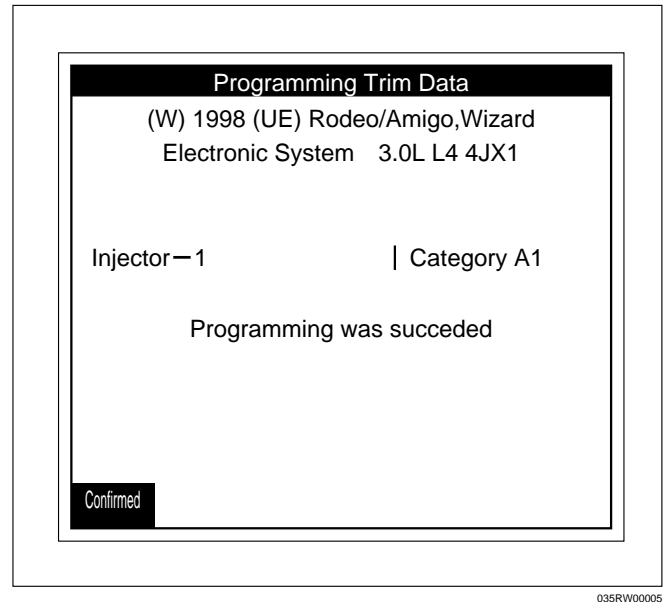 Programming Trim Data
(W) 1998 (UE) Rodeo/Amigo,Wizard
Electronic System 3.0L L4 4JX1
Injector－1 | Category A1
Programming was succeded
Confirmed
035RW00005